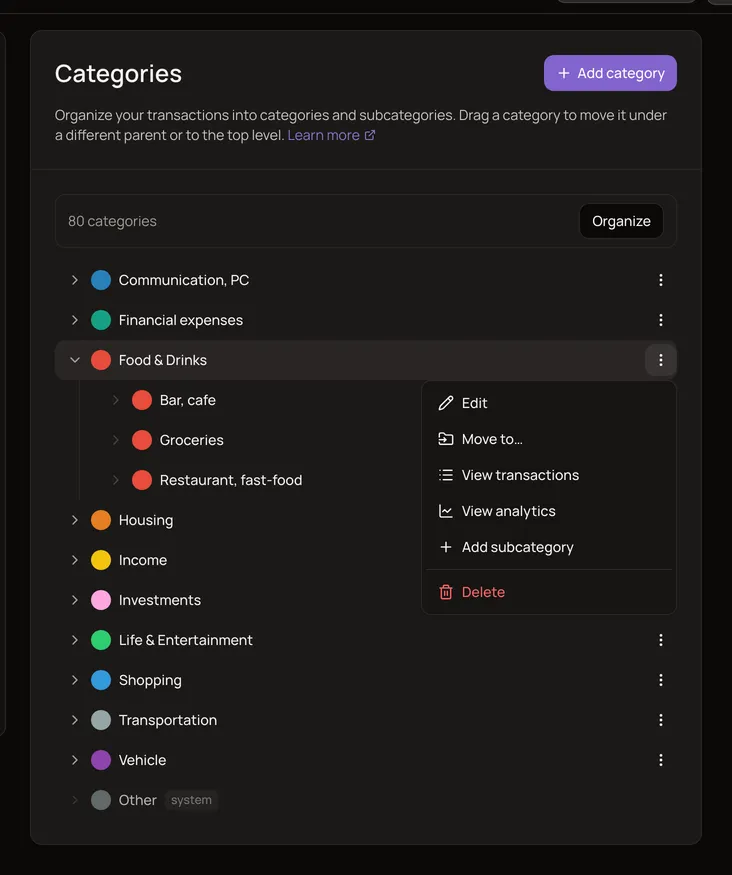 Categories
+ Add category
Organize your transactions into categories and subcategories. Drag a category to move it under
a different parent or to the top level. Learn more
80 categories
Organize
Communication, PC
Financial expenses
Food & Drinks
Bar, cafe
Groceries
Restaurant, fast-food
Edit
Move to...
View transactions
View analytics
+ Add subcategory
Delete
Housing
Income
Investments
Life & Entertainment
Shopping
Transportation
Vehicle
Other system